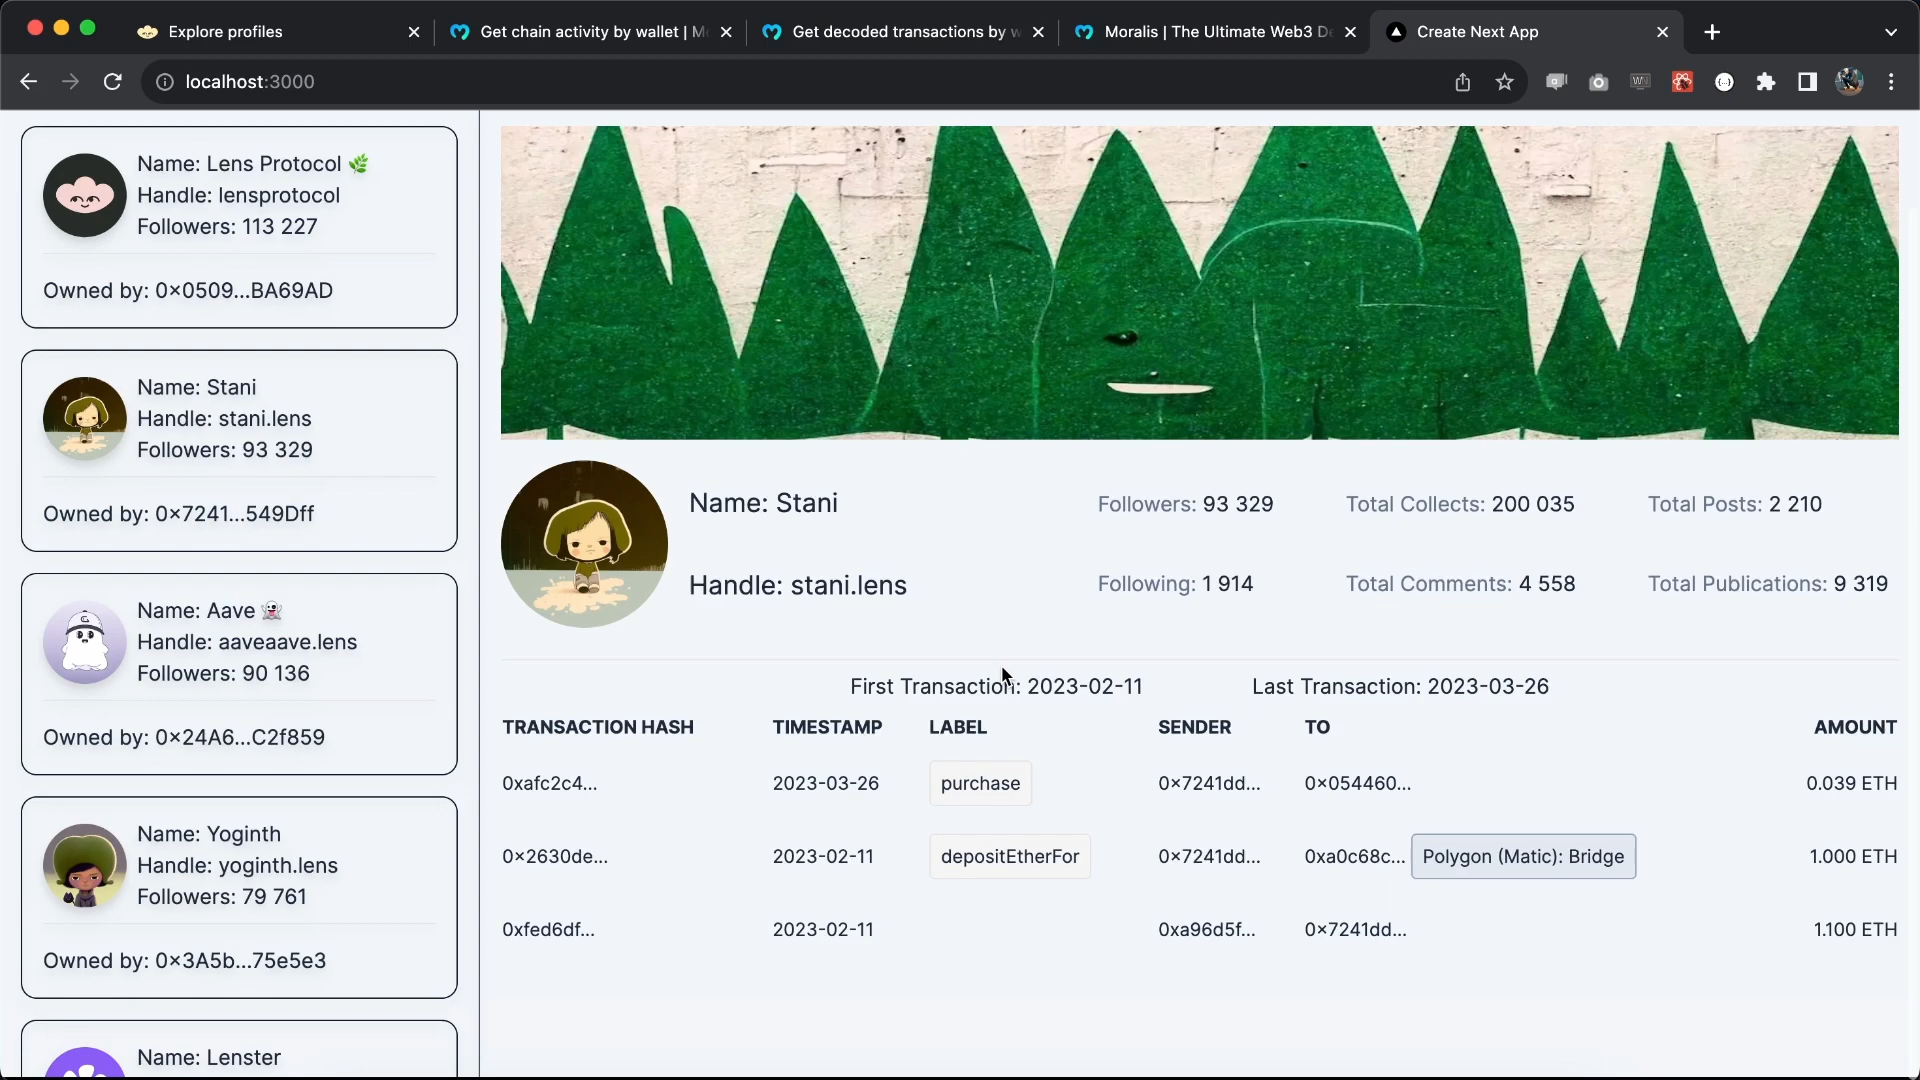 Explore profiles
Get chain activity by wallet | Mo
Get decoded transactions by w
Moralis | The Ultimate Web3 De
Create Next App
localhost:3000
Name: Lens Protocol 🌿
Handle: lensprotocol
Followers: 113 227
Owned by: 0x0509...BA69AD
Name: Stani
Handle: stani.lens
Followers: 93 329
Owned by: 0x7241...549Dff
Name: Aave 👻
Handle: aaveaave.lens
Followers: 90 136
Owned by: 0x24A6...C2f859
Name: Yoginth
Handle: yoginth.lens
Followers: 79 761
Owned by: 0x3A5b...75e5e3
Name: Lenster
Name: Stani
Handle: stani.lens
Followers: 93 329 Total Collects: 200 035 Total Posts: 2 210
Following: 1 914 Total Comments: 4 558 Total Publications: 9 319
First Transaction: 2023-02-11 Last Transaction: 2023-03-26
TRANSACTION HASH TIMESTAMP LABEL SENDER TO AMOUNT
0xafc2c4... 2023-03-26 purchase 0x7241dd... 0x054460... 0.039 ETH
0x2630de... 2023-02-11 depositEtherFor 0x7241dd... 0xa0c68c... Polygon (Matic): Bridge 1.000 ETH
0xfed6df... 2023-02-11 0xa96d5f... 0x7241dd... 1.100 ETH